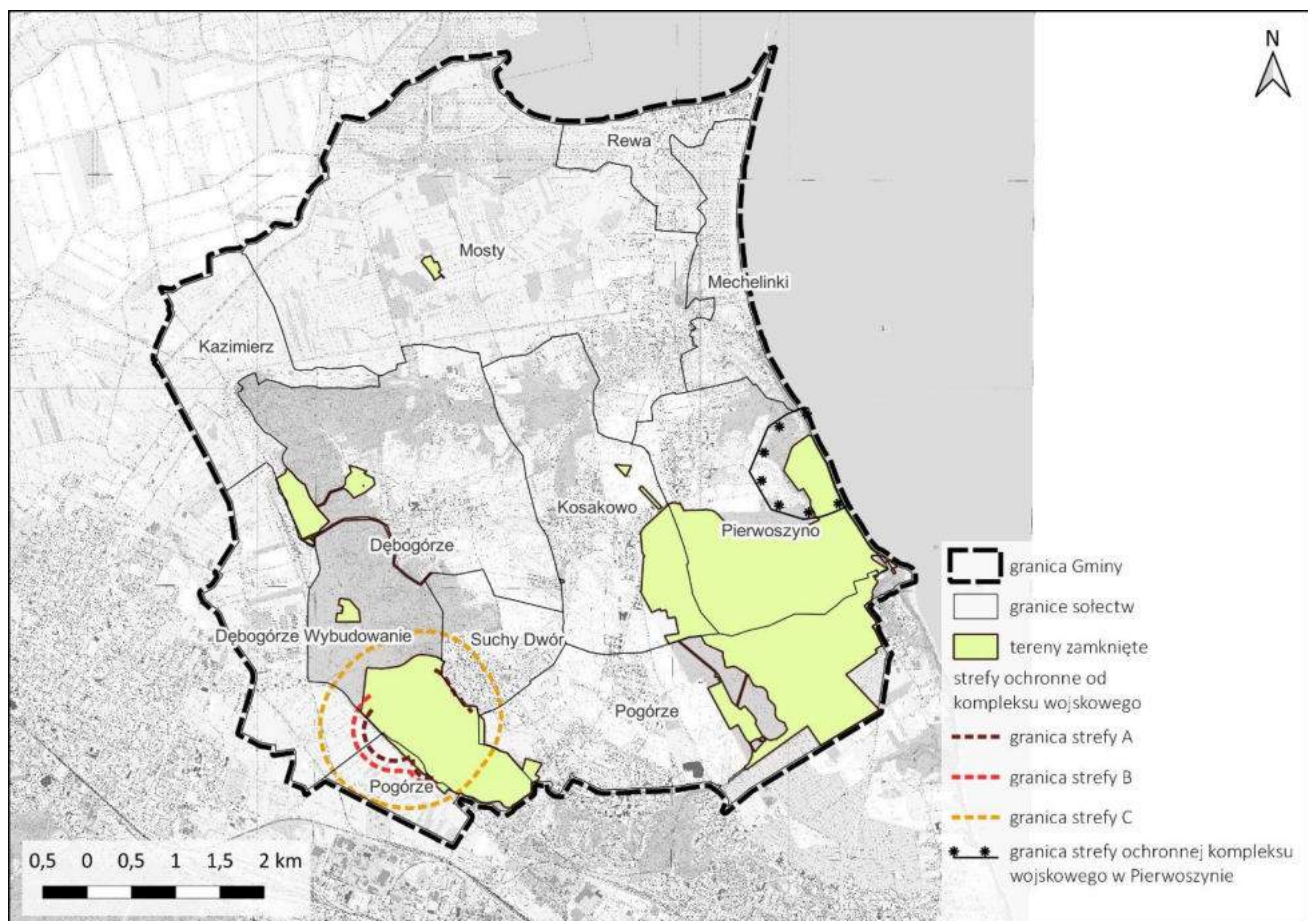 N
Rewa
Mosty
Mechelinki
Kazimierz
Kosakowo
Pierwoszyno
Dębogórze
Dębogórze Wybudowanie
Suchy Dwór
Pogórze
Pogórze
granica Gminy
granice sołectw
tereny zamknięte
strefy ochronne od
kompleksu wojskowego
granica strefy A
granica strefy B
granica strefy C
granica strefy ochronnej kompleksu
wojskowego w Pierwoszynie
0,5 0 0,5 1 1,5 2 km